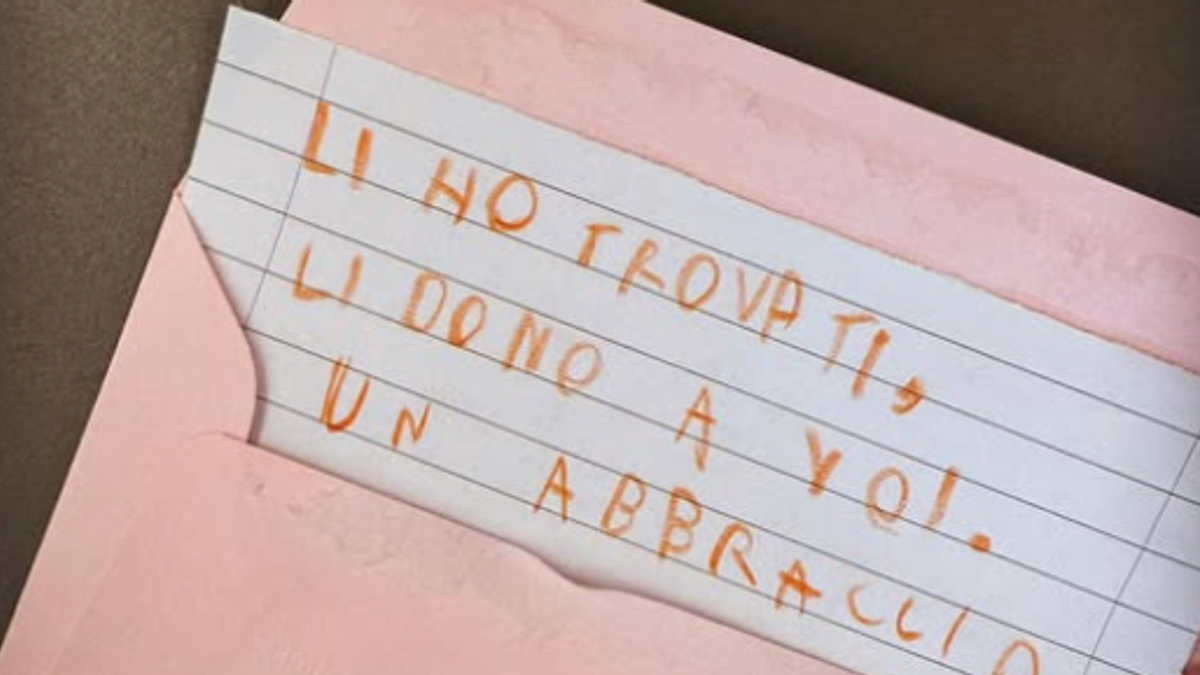 LI HO TROVATI,
LI DONO A VOI.
UN ABBRACCIO